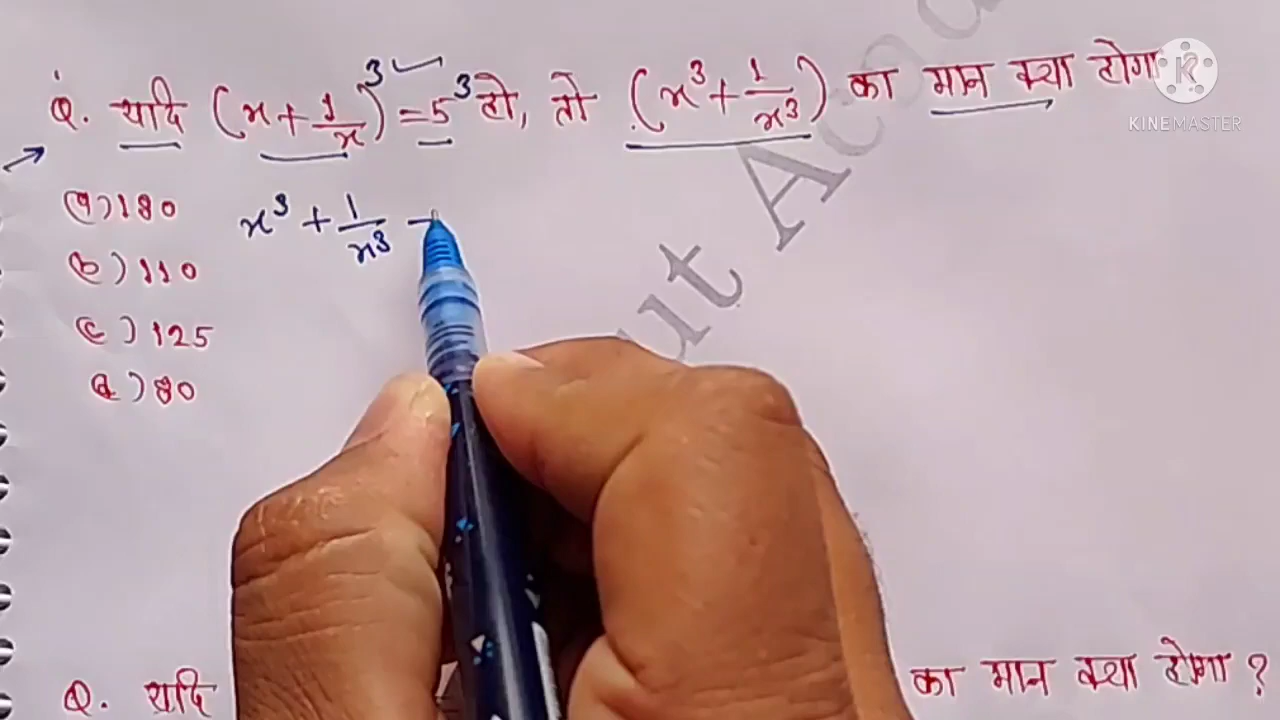 Q. यदि (x + 1/x)³ = 5³ हो, तो (x³ + 1/x³) का मान क्या होगा ?
(a) 180
(b) 110
(c) 125
(d) 80
x³ + 1/x³
Q. यदि का मान क्या होगा ?
KINEMASTER